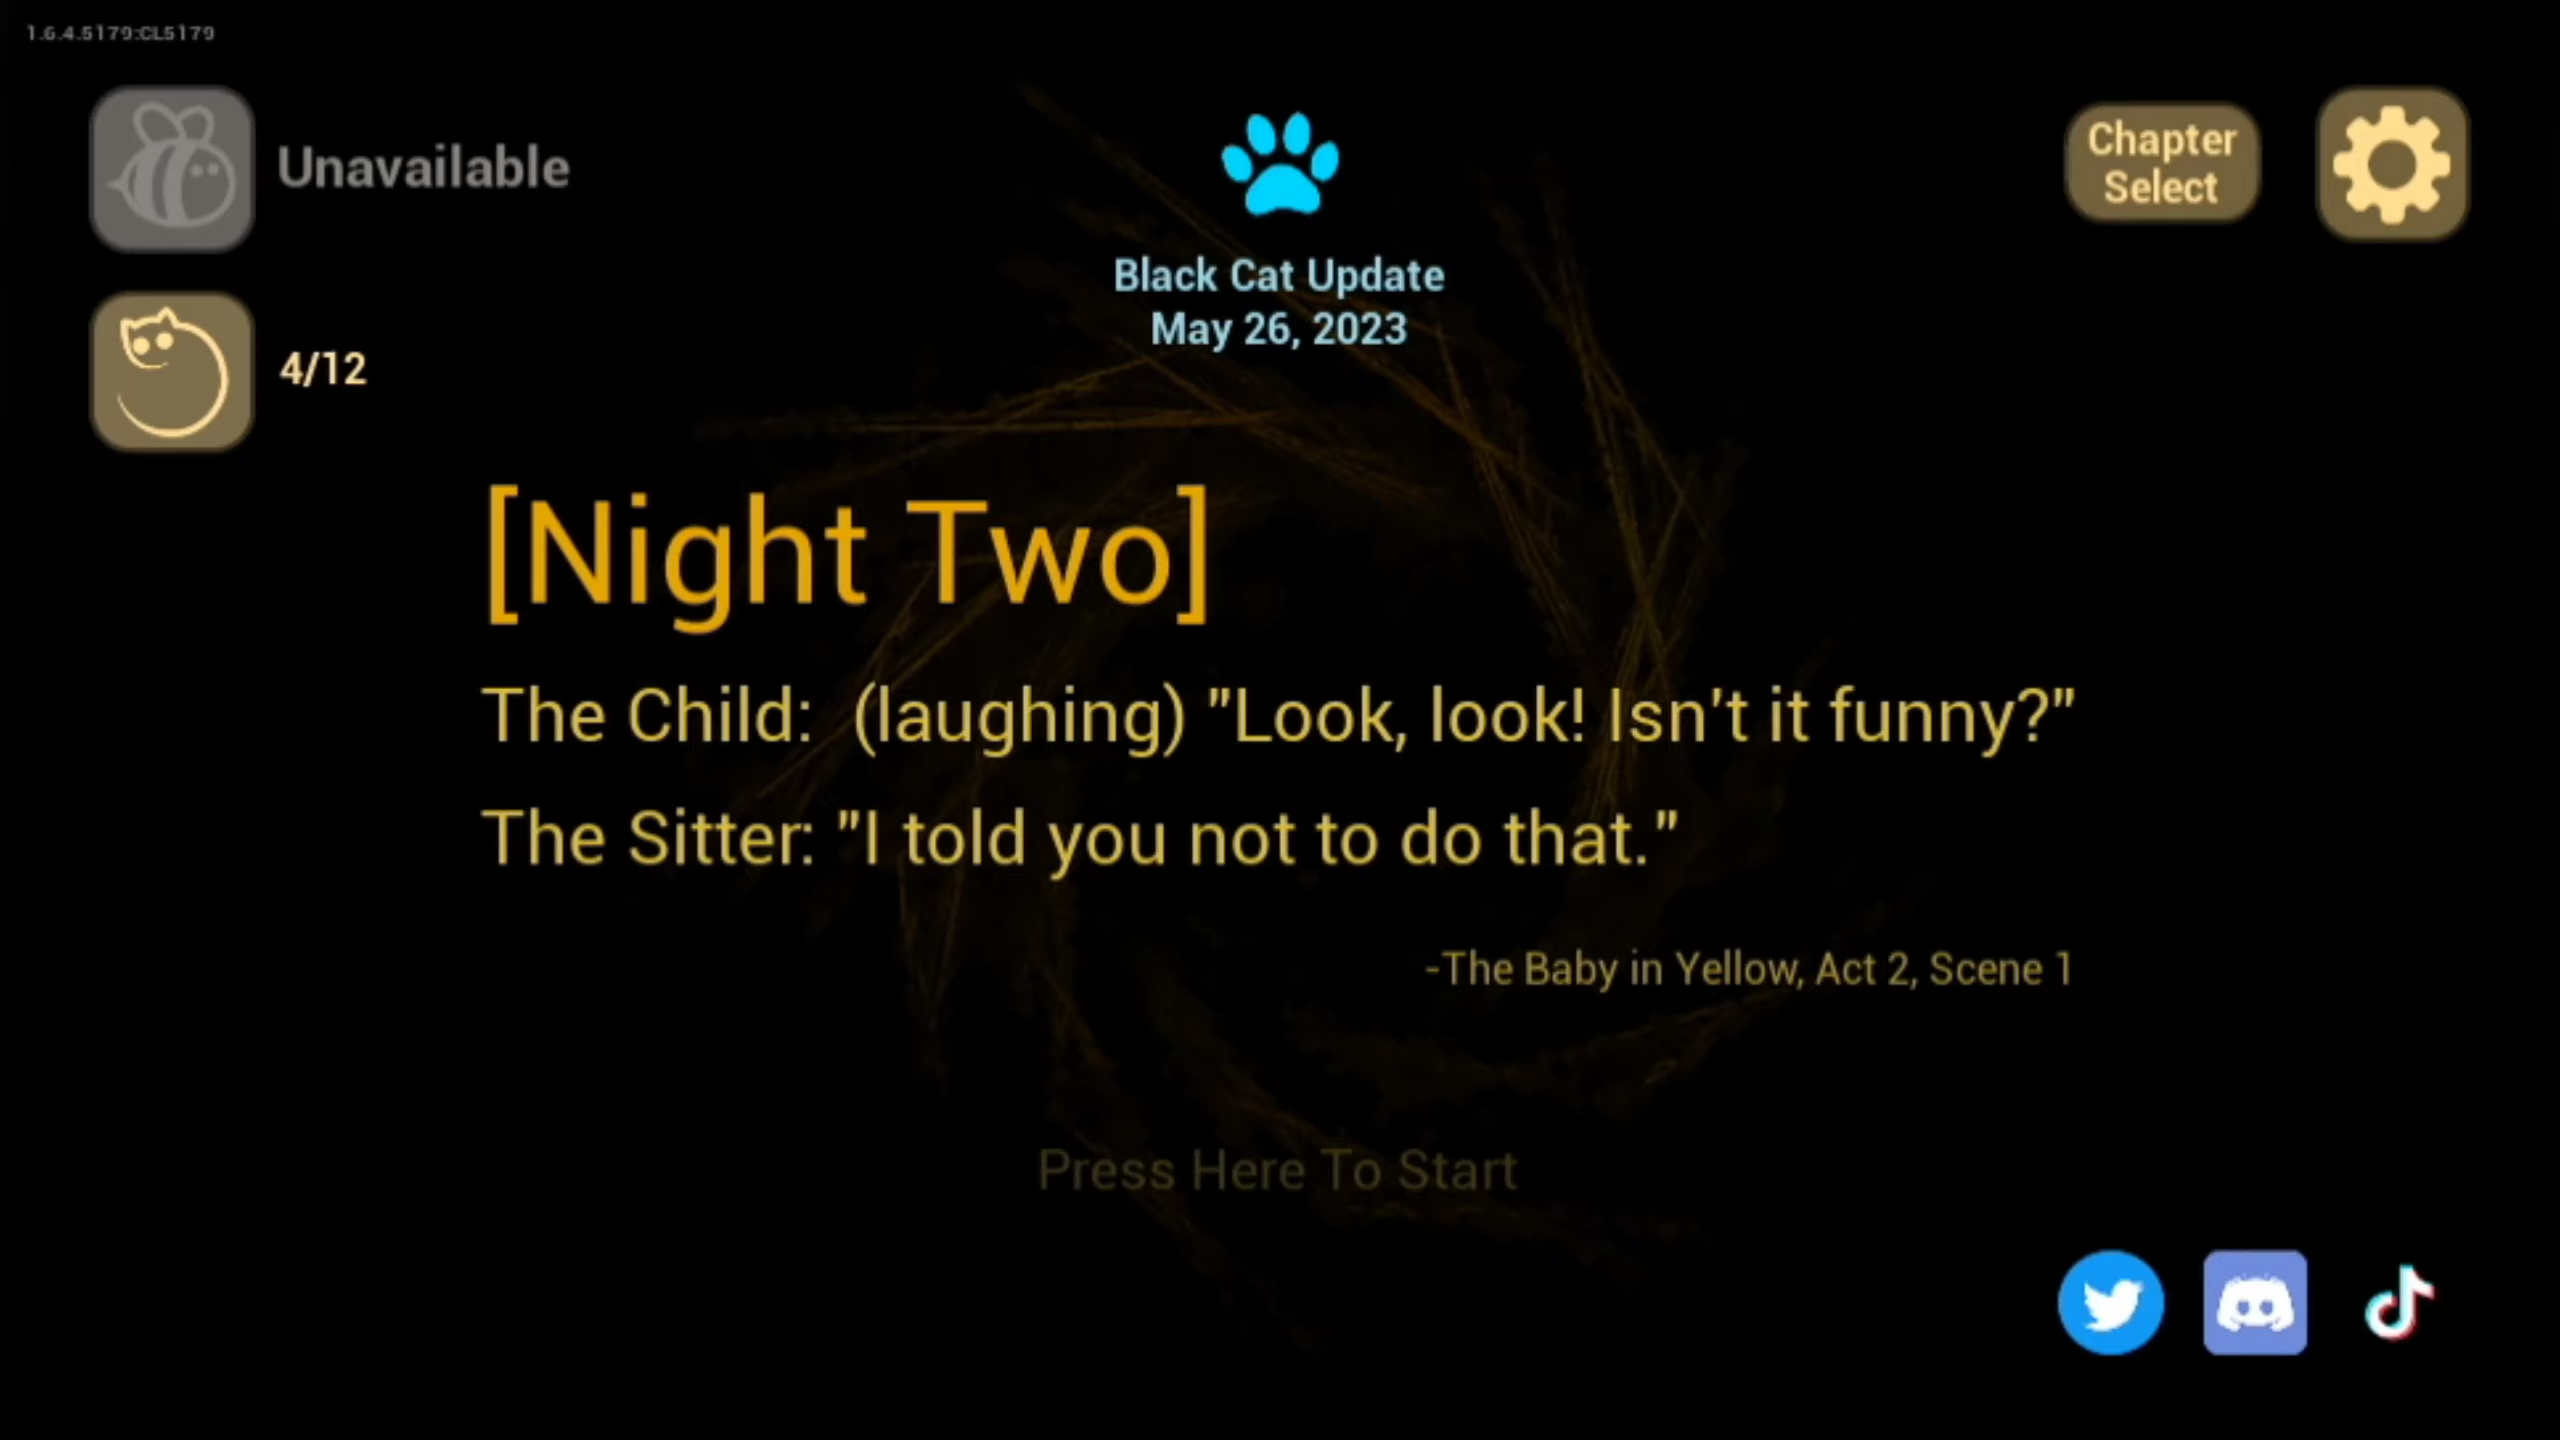 1.6.4.5179:CL5179
Unavailable
Black Cat Update
May 26, 2023
Chapter
Select
4/12
[Night Two]
The Child:  (laughing) "Look, look! Isn't it funny?"
The Sitter: "I told you not to do that."
-The Baby in Yellow, Act 2, Scene 1
Press Here To Start